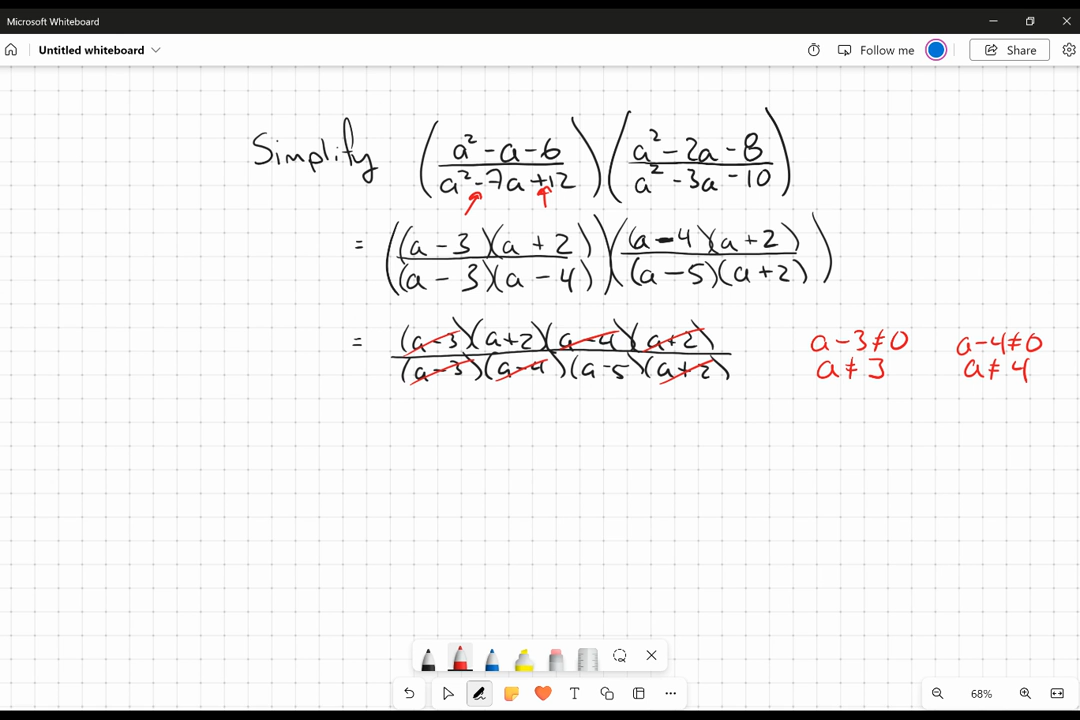 Microsoft Whiteboard
Untitled whiteboard Follow me Share
Simplify ((a² - a - 6)/(a² - 7a + 12)) ((a² - 2a - 8)/(a² - 3a - 10))
= (((a - 3)(a + 2))/((a - 3)(a - 4))) (((a - 4)(a + 2))/((a - 5)(a + 2)))
= ((a-3)(a+2)(a-4)(a+2))/((a-3)(a-4)(a-5)(a+2)) a-3≠0 a-4≠0
a≠3 a≠4
68%